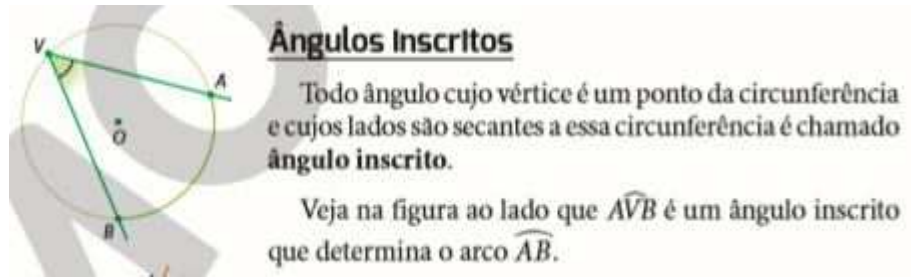 Ângulos Inscritos
V
A
O
B
Todo ângulo cujo vértice é um ponto da circunferência
e cujos lados são secantes a essa circunferência é chamado
ângulo inscrito.
Veja na figura ao lado que AVB é um ângulo inscrito
que determina o arco AB.